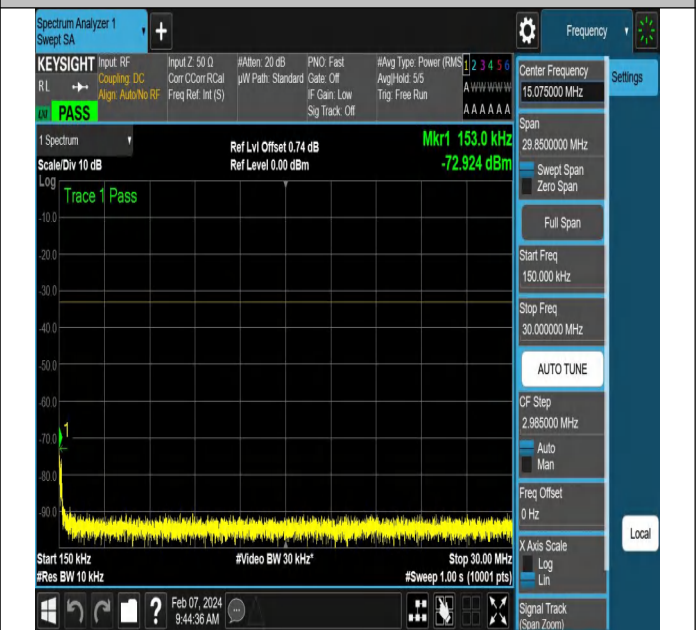 Spectrum Analyzer 1
Swept SA
Frequency
Settings
KEYSIGHT
RL
PASS
Input: RF
Coupling: DC
Align: Auto/No RF
Input Z: 50 Ω
Corr CCorr RCal
Freq Ref: Int (S)
#Atten: 20 dB
µW Path: Standard
PNO: Fast
Gate: Off
IF Gain: Low
Sig Track: Off
#Avg Type: Power (RMS
Avg|Hold: 5/5
Trig: Free Run
1 2 3 4 5 6
A W W W W W
A A A A A A
1 Spectrum
Scale/Div 10 dB
Ref Lvl Offset 0.74 dB
Ref Level 0.00 dBm
Mkr1 153.0 kHz
-72.924 dBm
Log
Trace 1 Pass
-10.0
-20.0
-30.0
-40.0
-50.0
-60.0
-70.0
-80.0
-90.0
1
Start 150 kHz
#Res BW 10 kHz
#Video BW 30 kHz*
Stop 30.00 MHz
#Sweep 1.00 s (10001 pts)
Feb 07, 2024
9:44:36 AM
Center Frequency
15.075000 MHz
Span
29.8500000 MHz
Swept Span
Zero Span
Full Span
Start Freq
150.000 kHz
Stop Freq
30.000000 MHz
AUTO TUNE
CF Step
2.985000 MHz
Auto
Man
Freq Offset
0 Hz
X Axis Scale
Log
Lin
Signal Track
(Span Zoom)
Local